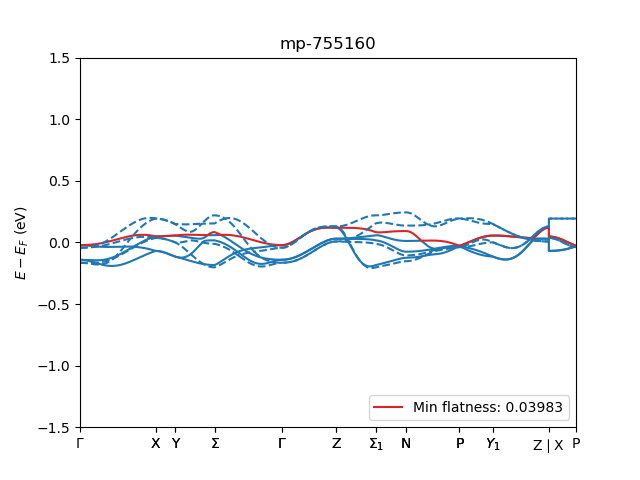 mp-755160
1.5
1.0
0.5
0.0
−0.5
−1.0
−1.5
E − E_F (eV)
Min flatness: 0.03983
Γ X Y Σ Γ Z Σ₁ N P Y₁ Z | X P